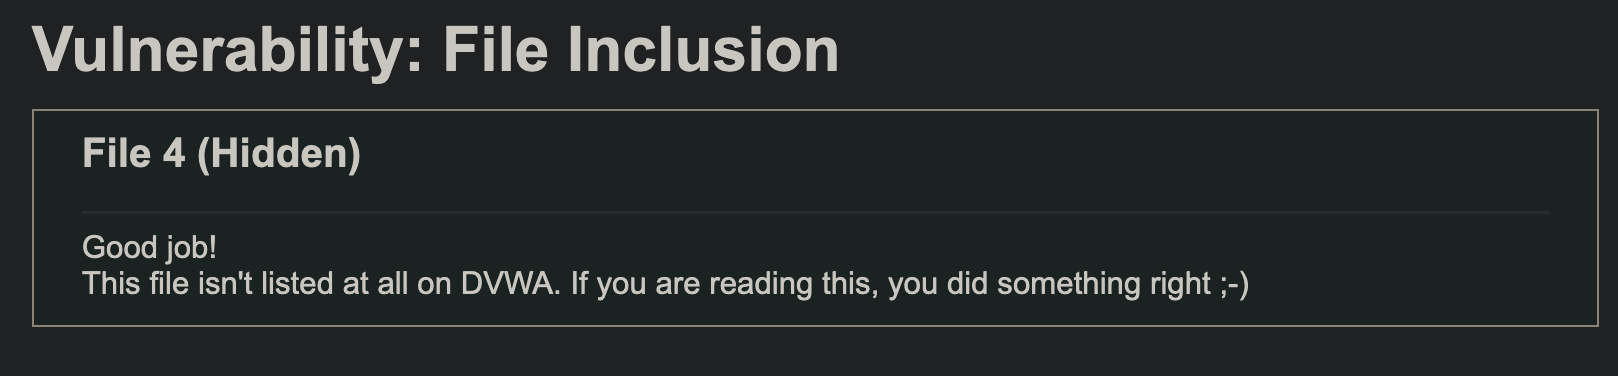 Vulnerability: File Inclusion
File 4 (Hidden)
Good job!
This file isn't listed at all on DVWA. If you are reading this, you did something right ;-)